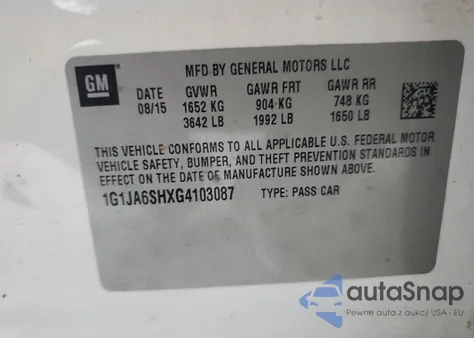 GM
MFD BY GENERAL MOTORS LLC
DATE GVWR GAWR FRT GAWR RR
08/15 1652 KG 904 KG 748 KG
3642 LB 1992 LB 1650 LB
THIS VEHICLE CONFORMS TO ALL APPLICABLE U.S. FEDERAL MOTOR
VEHICLE SAFETY, BUMPER, AND THEFT PREVENTION STANDARDS IN
EFFECT ON THE DATE OF MANUFACTURE SHOWN ABOVE.
1G1JA6SHXG4103087 TYPE: PASS CAR
autoSnap
Pewne auta z aukcji USA - EU